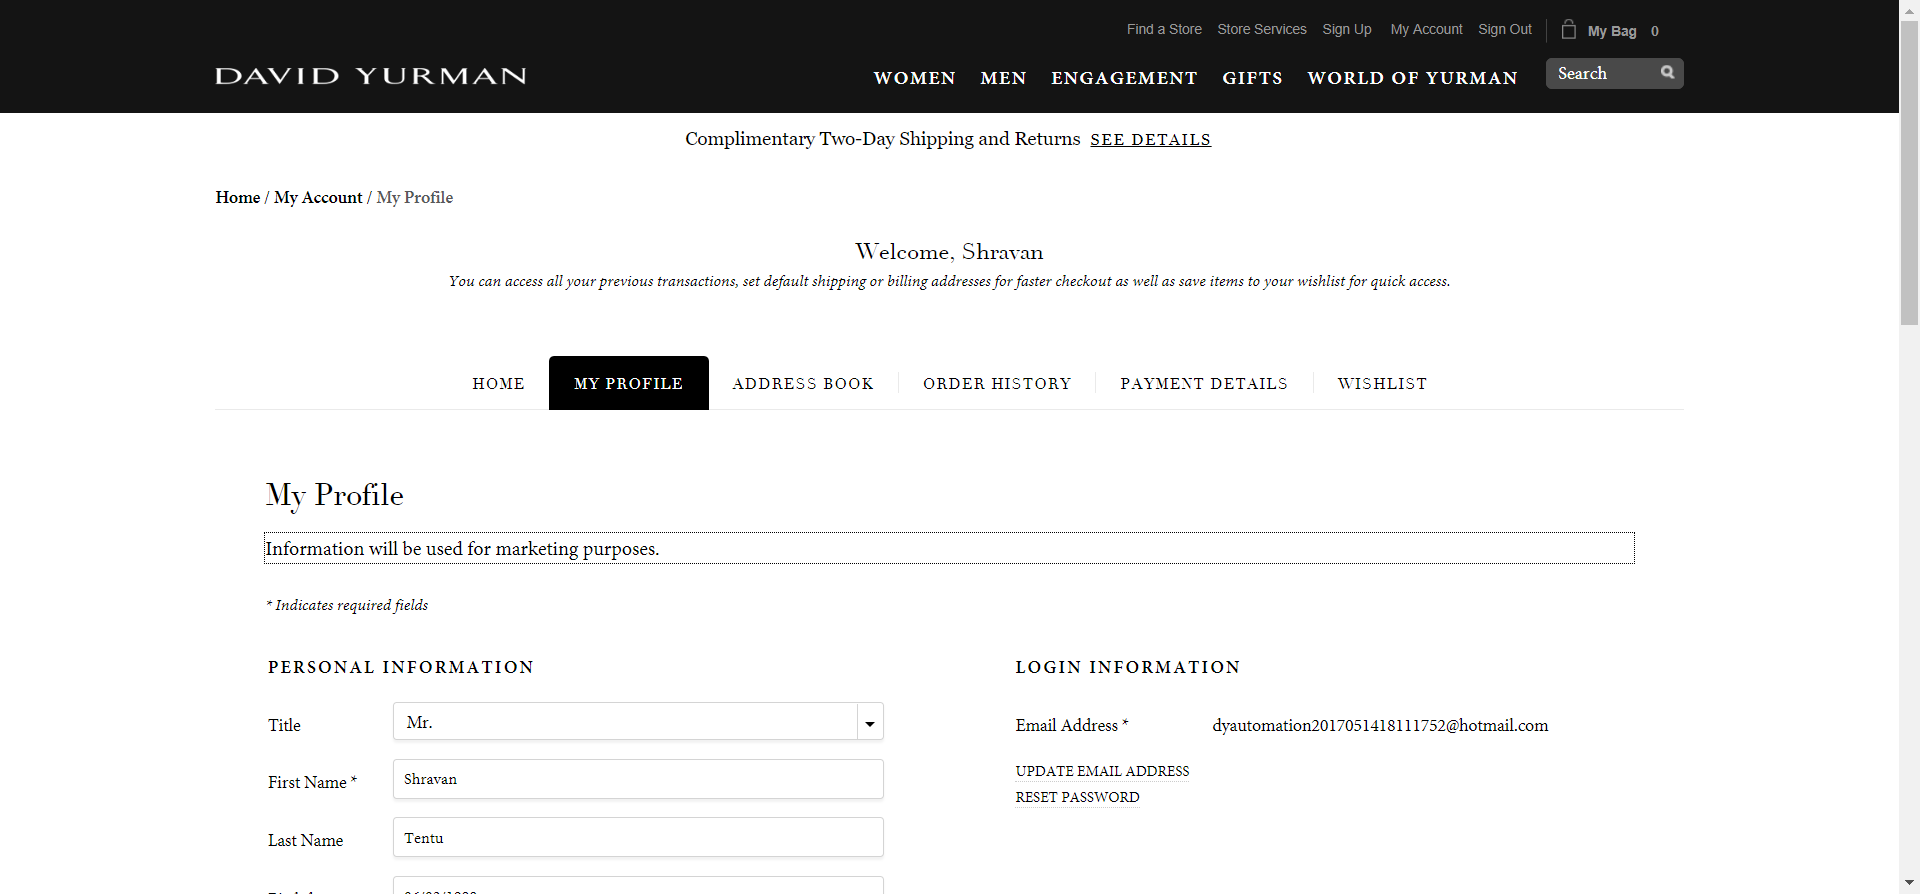 Find a Store Store Services Sign Up My Account Sign Out My Bag 0
DAVID YURMAN
WOMEN MEN ENGAGEMENT GIFTS WORLD OF YURMAN Search
Complimentary Two-Day Shipping and Returns SEE DETAILS
Home / My Account / My Profile
Welcome, Shravan
You can access all your previous transactions, set default shipping or billing addresses for faster checkout as well as save items to your wishlist for quick access.
HOME MY PROFILE ADDRESS BOOK ORDER HISTORY PAYMENT DETAILS WISHLIST
My Profile
Information will be used for marketing purposes.
* Indicates required fields
PERSONAL INFORMATION
Title Mr.
First Name * Shravan
Last Name Tentu
LOGIN INFORMATION
Email Address * dyautomation2017051418111752@hotmail.com
UPDATE EMAIL ADDRESS
RESET PASSWORD